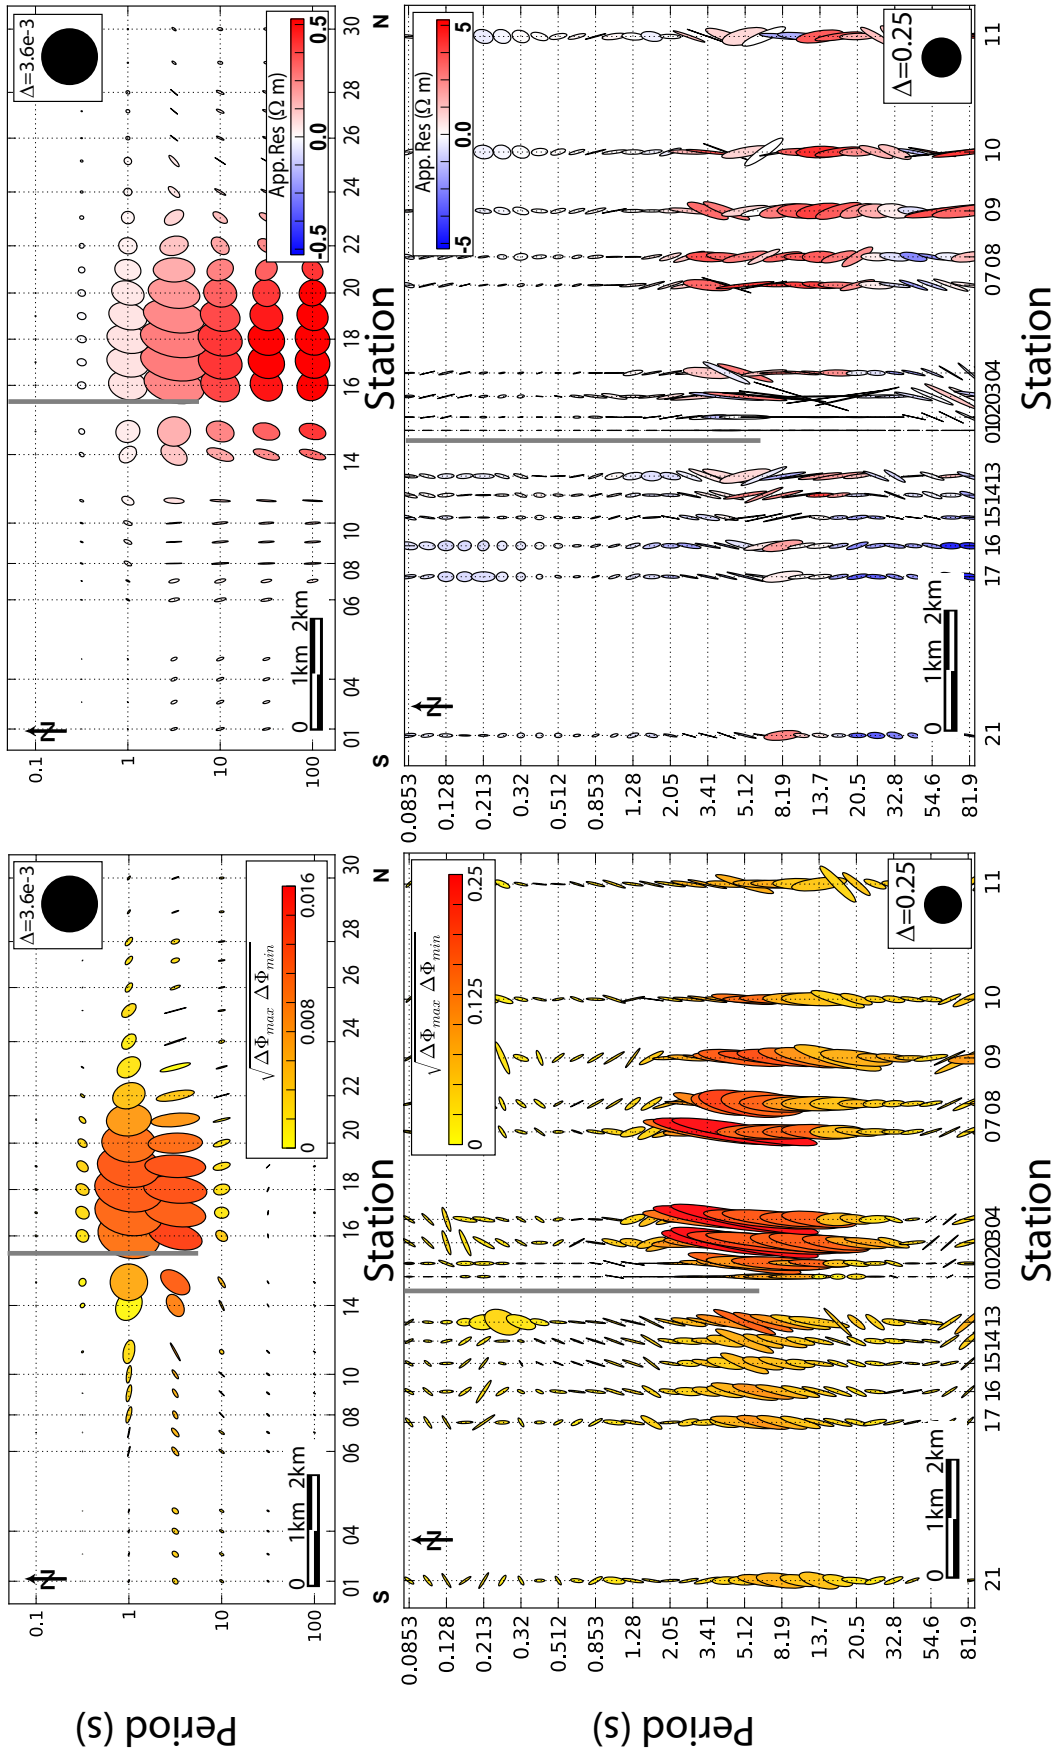 Period (s)
0.1
1
10
100
N
Δ=3.6e-3
√ΔΦmax ΔΦmin
0 0.008 0.016
0 1km 2km
01 04 06 08 10 14 16 18 20 22 24 26 28 30
S
Station
N
0.1
1
10
100
N
Δ=3.6e-3
App.Res (Ω m)
-0.5 0.0 0.5
0 1km 2km
01 04 06 08 10 14 16 18 20 22 24 26 28 30
S
Station
N
Period (s)
0.0853
0.128
0.213
0.32
0.512
0.853
1.28
2.05
3.41
5.12
8.19
13.7
20.5
32.8
54.6
81.9
N
√ΔΦmax ΔΦmin
0 0.125 0.25
Δ=0.25
0 1km 2km
21 17 16 15 14 13 01 02 03 04 07 08 09 10 11
Station
0.0853
0.128
0.213
0.32
0.512
0.853
1.28
2.05
3.41
5.12
8.19
13.7
20.5
32.8
54.6
81.9
N
App.Res (Ω m)
-5 0.0 5
Δ=0.25
0 1km 2km
21 17 16 15 14 13 01 02 03 04 07 08 09 10 11
Station